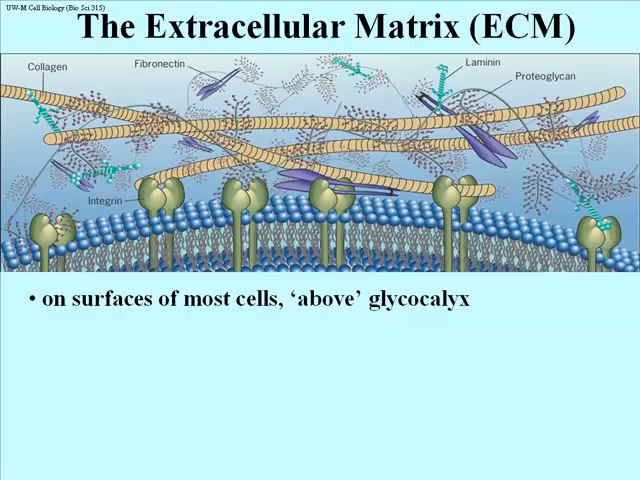 UW-M Cell Biology (Bio Sci 315)
The Extracellular Matrix (ECM)
Collagen
Fibronectin
Laminin
Proteoglycan
Integrin
• on surfaces of most cells, ‘above’ glycocalyx